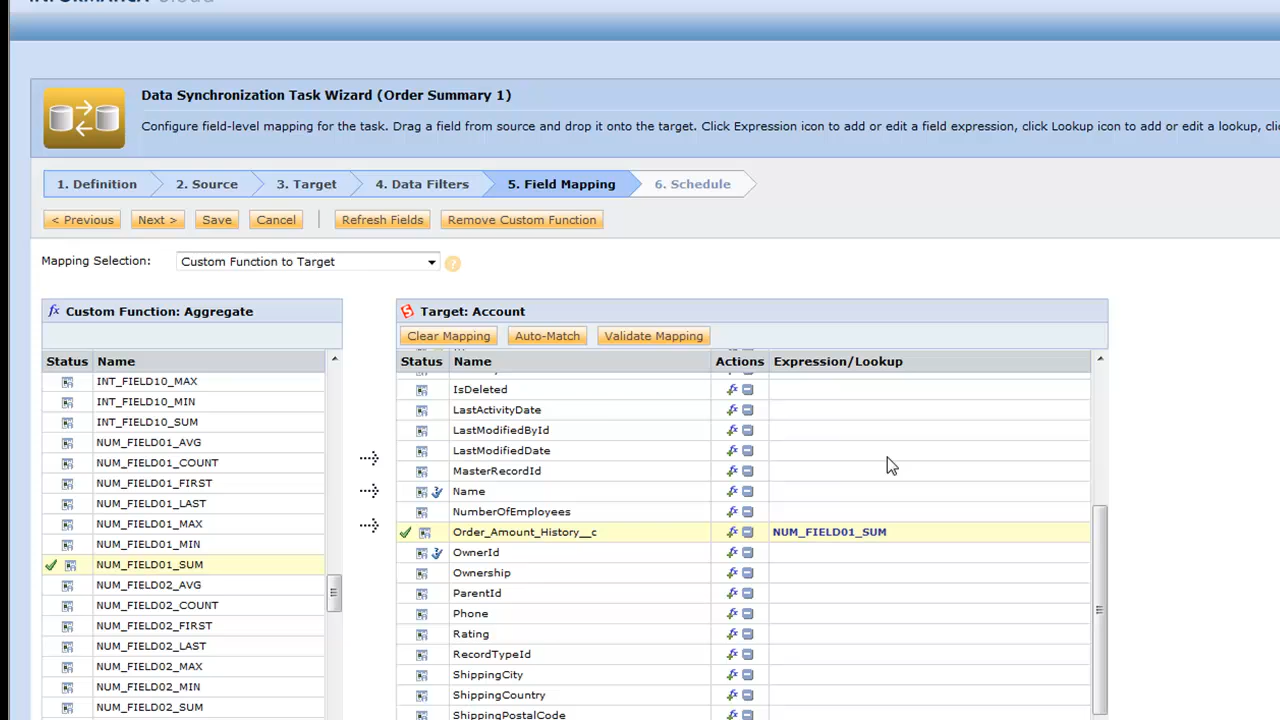 Data Synchronization Task Wizard (Order Summary 1)
Configure field-level mapping for the task. Drag a field from source and drop it onto the target. Click Expression icon to add or edit a field expression, click Lookup icon to add or edit a lookup, clic
1. Definition 2. Source 3. Target 4. Data Filters 5. Field Mapping 6. Schedule
< Previous Next > Save Cancel Refresh Fields Remove Custom Function
Mapping Selection: Custom Function to Target ?
fx Custom Function: Aggregate
Status Name
INT_FIELD10_MAX
INT_FIELD10_MIN
INT_FIELD10_SUM
NUM_FIELD01_AVG
NUM_FIELD01_COUNT
NUM_FIELD01_FIRST
NUM_FIELD01_LAST
NUM_FIELD01_MAX
NUM_FIELD01_MIN
NUM_FIELD01_SUM
NUM_FIELD02_AVG
NUM_FIELD02_COUNT
NUM_FIELD02_FIRST
NUM_FIELD02_LAST
NUM_FIELD02_MAX
NUM_FIELD02_MIN
NUM_FIELD02_SUM
Target: Account
Clear Mapping Auto-Match Validate Mapping
Status Name Actions Expression/Lookup
IsDeleted
LastActivityDate
LastModifiedById
LastModifiedDate
MasterRecordId
Name
NumberOfEmployees
Order_Amount_History__c NUM_FIELD01_SUM
OwnerId
Ownership
ParentId
Phone
Rating
RecordTypeId
ShippingCity
ShippingCountry
ShippingPostalCode